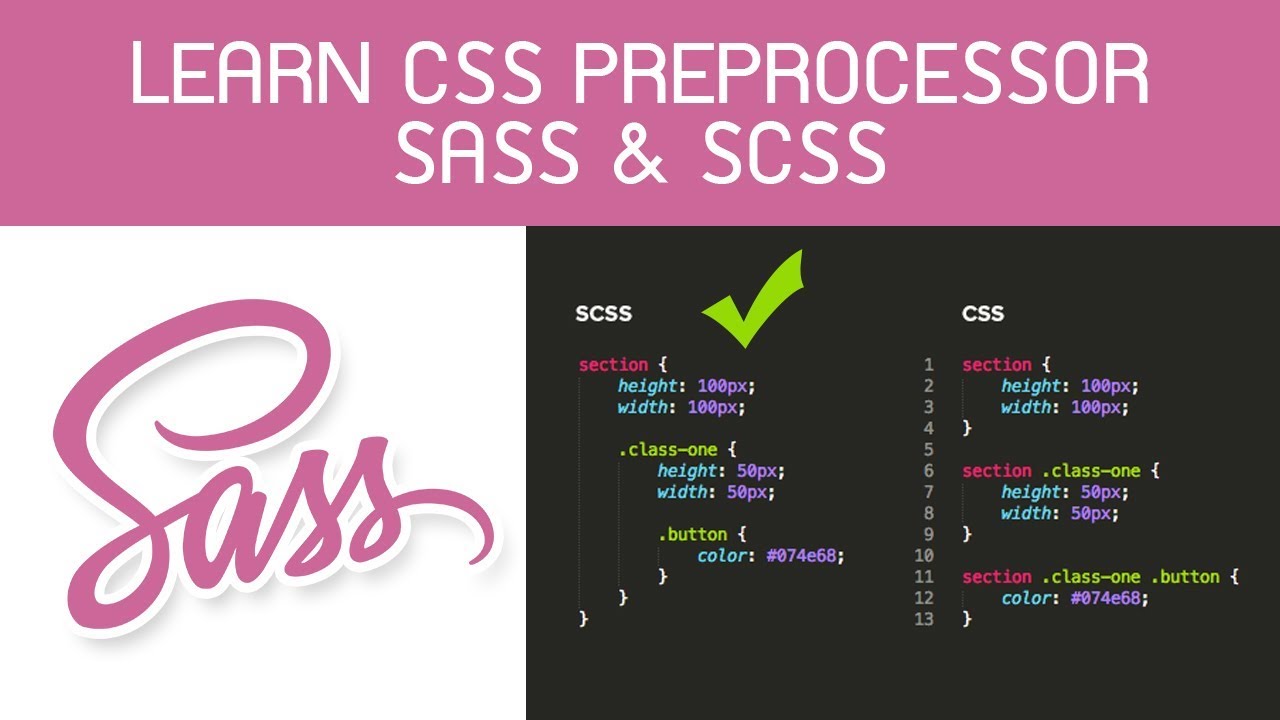 LEARN CSS PREPROCESSOR
SASS & SCSS
Sass
SCSS
section {
    height: 100px;
    width: 100px;

    .class-one {
        height: 50px;
        width: 50px;

        .button {
            color: #074e68;
        }
    }
}
CSS
1 section {
2     height: 100px;
3     width: 100px;
4 }
5
6 section .class-one {
7     height: 50px;
8     width: 50px;
9 }
10
11 section .class-one .button {
12     color: #074e68;
13 }